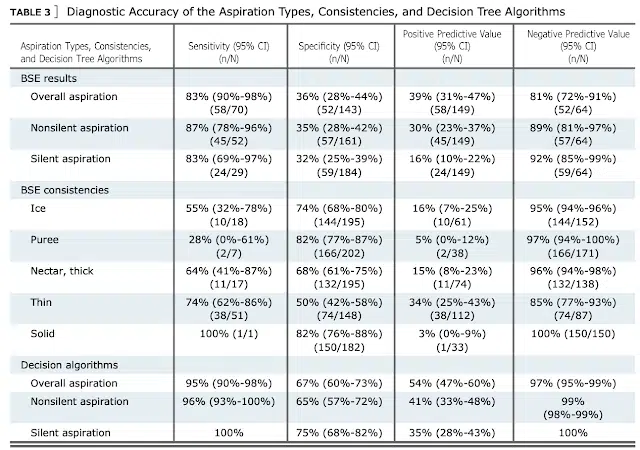 TABLE 3 ] Diagnostic Accuracy of the Aspiration Types, Consistencies, and Decision Tree Algorithms
Aspiration Types, Consistencies, and Decision Tree Algorithms | Sensitivity (95% CI) (n/N) | Specificity (95% CI) (n/N) | Positive Predictive Value (95% CI) (n/N) | Negative Predictive Value (95% CI) (n/N)
BSE results
Overall aspiration | 83% (90%-98%) (58/70) | 36% (28%-44%) (52/143) | 39% (31%-47%) (58/149) | 81% (72%-91%) (52/64)
Nonsilent aspiration | 87% (78%-96%) (45/52) | 35% (28%-42%) (57/161) | 30% (23%-37%) (45/149) | 89% (81%-97%) (57/64)
Silent aspiration | 83% (69%-97%) (24/29) | 32% (25%-39%) (59/184) | 16% (10%-22%) (24/149) | 92% (85%-99%) (59/64)
BSE consistencies
Ice | 55% (32%-78%) (10/18) | 74% (68%-80%) (144/195) | 16% (7%-25%) (10/61) | 95% (94%-96%) (144/152)
Puree | 28% (0%-61%) (2/7) | 82% (77%-87%) (166/202) | 5% (0%-12%) (2/38) | 97% (94%-100%) (166/171)
Nectar, thick | 64% (41%-87%) (11/17) | 68% (61%-75%) (132/195) | 15% (8%-23%) (11/74) | 96% (94%-98%) (132/138)
Thin | 74% (62%-86%) (38/51) | 50% (42%-58%) (74/148) | 34% (25%-43%) (38/112) | 85% (77%-93%) (74/87)
Solid | 100% (1/1) | 82% (76%-88%) (150/182) | 3% (0%-9%) (1/33) | 100% (150/150)
Decision algorithms
Overall aspiration | 95% (90%-98%) | 67% (60%-73%) | 54% (47%-60%) | 97% (95%-99%)
Nonsilent aspiration | 96% (93%-100%) | 65% (57%-72%) | 41% (33%-48%) | 99% (98%-99%)
Silent aspiration | 100% | 75% (68%-82%) | 35% (28%-43%) | 100%